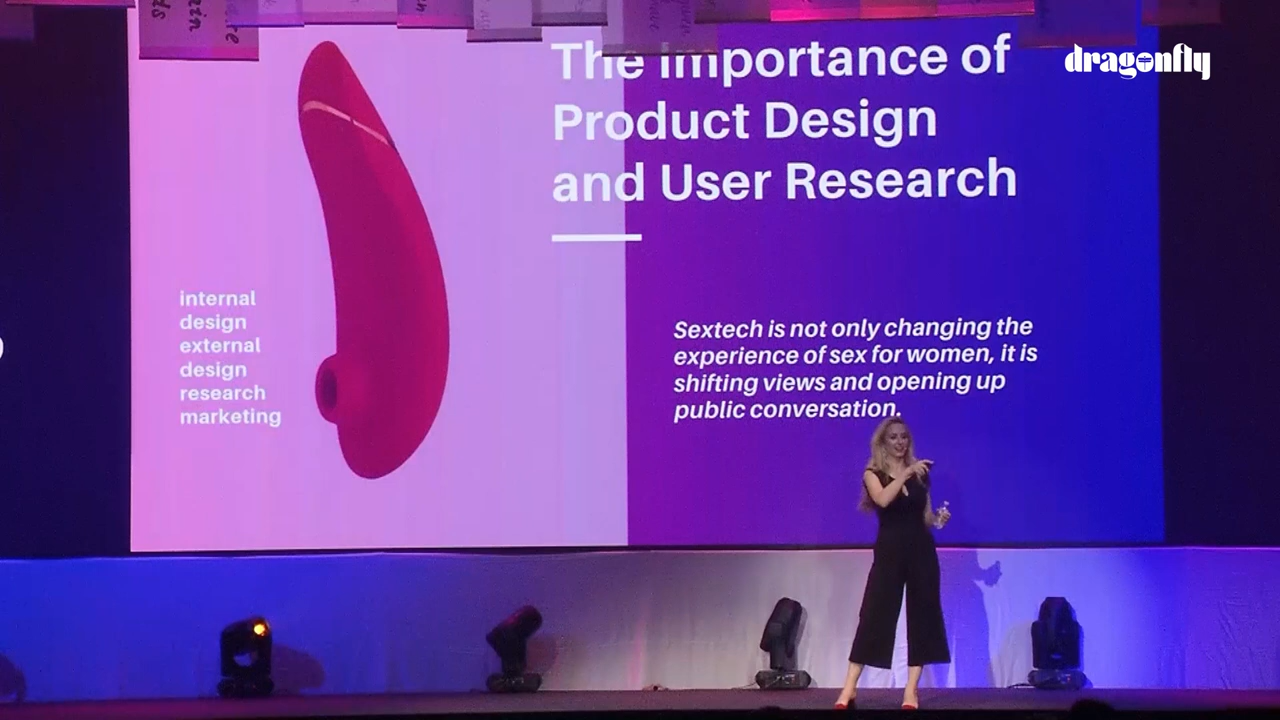 dragonfly
The Importance of
Product Design
and User Research
internal
design
external
design
research
marketing
Sextech is not only changing the
experience of sex for women, it is
shifting views and opening up
public conversation.